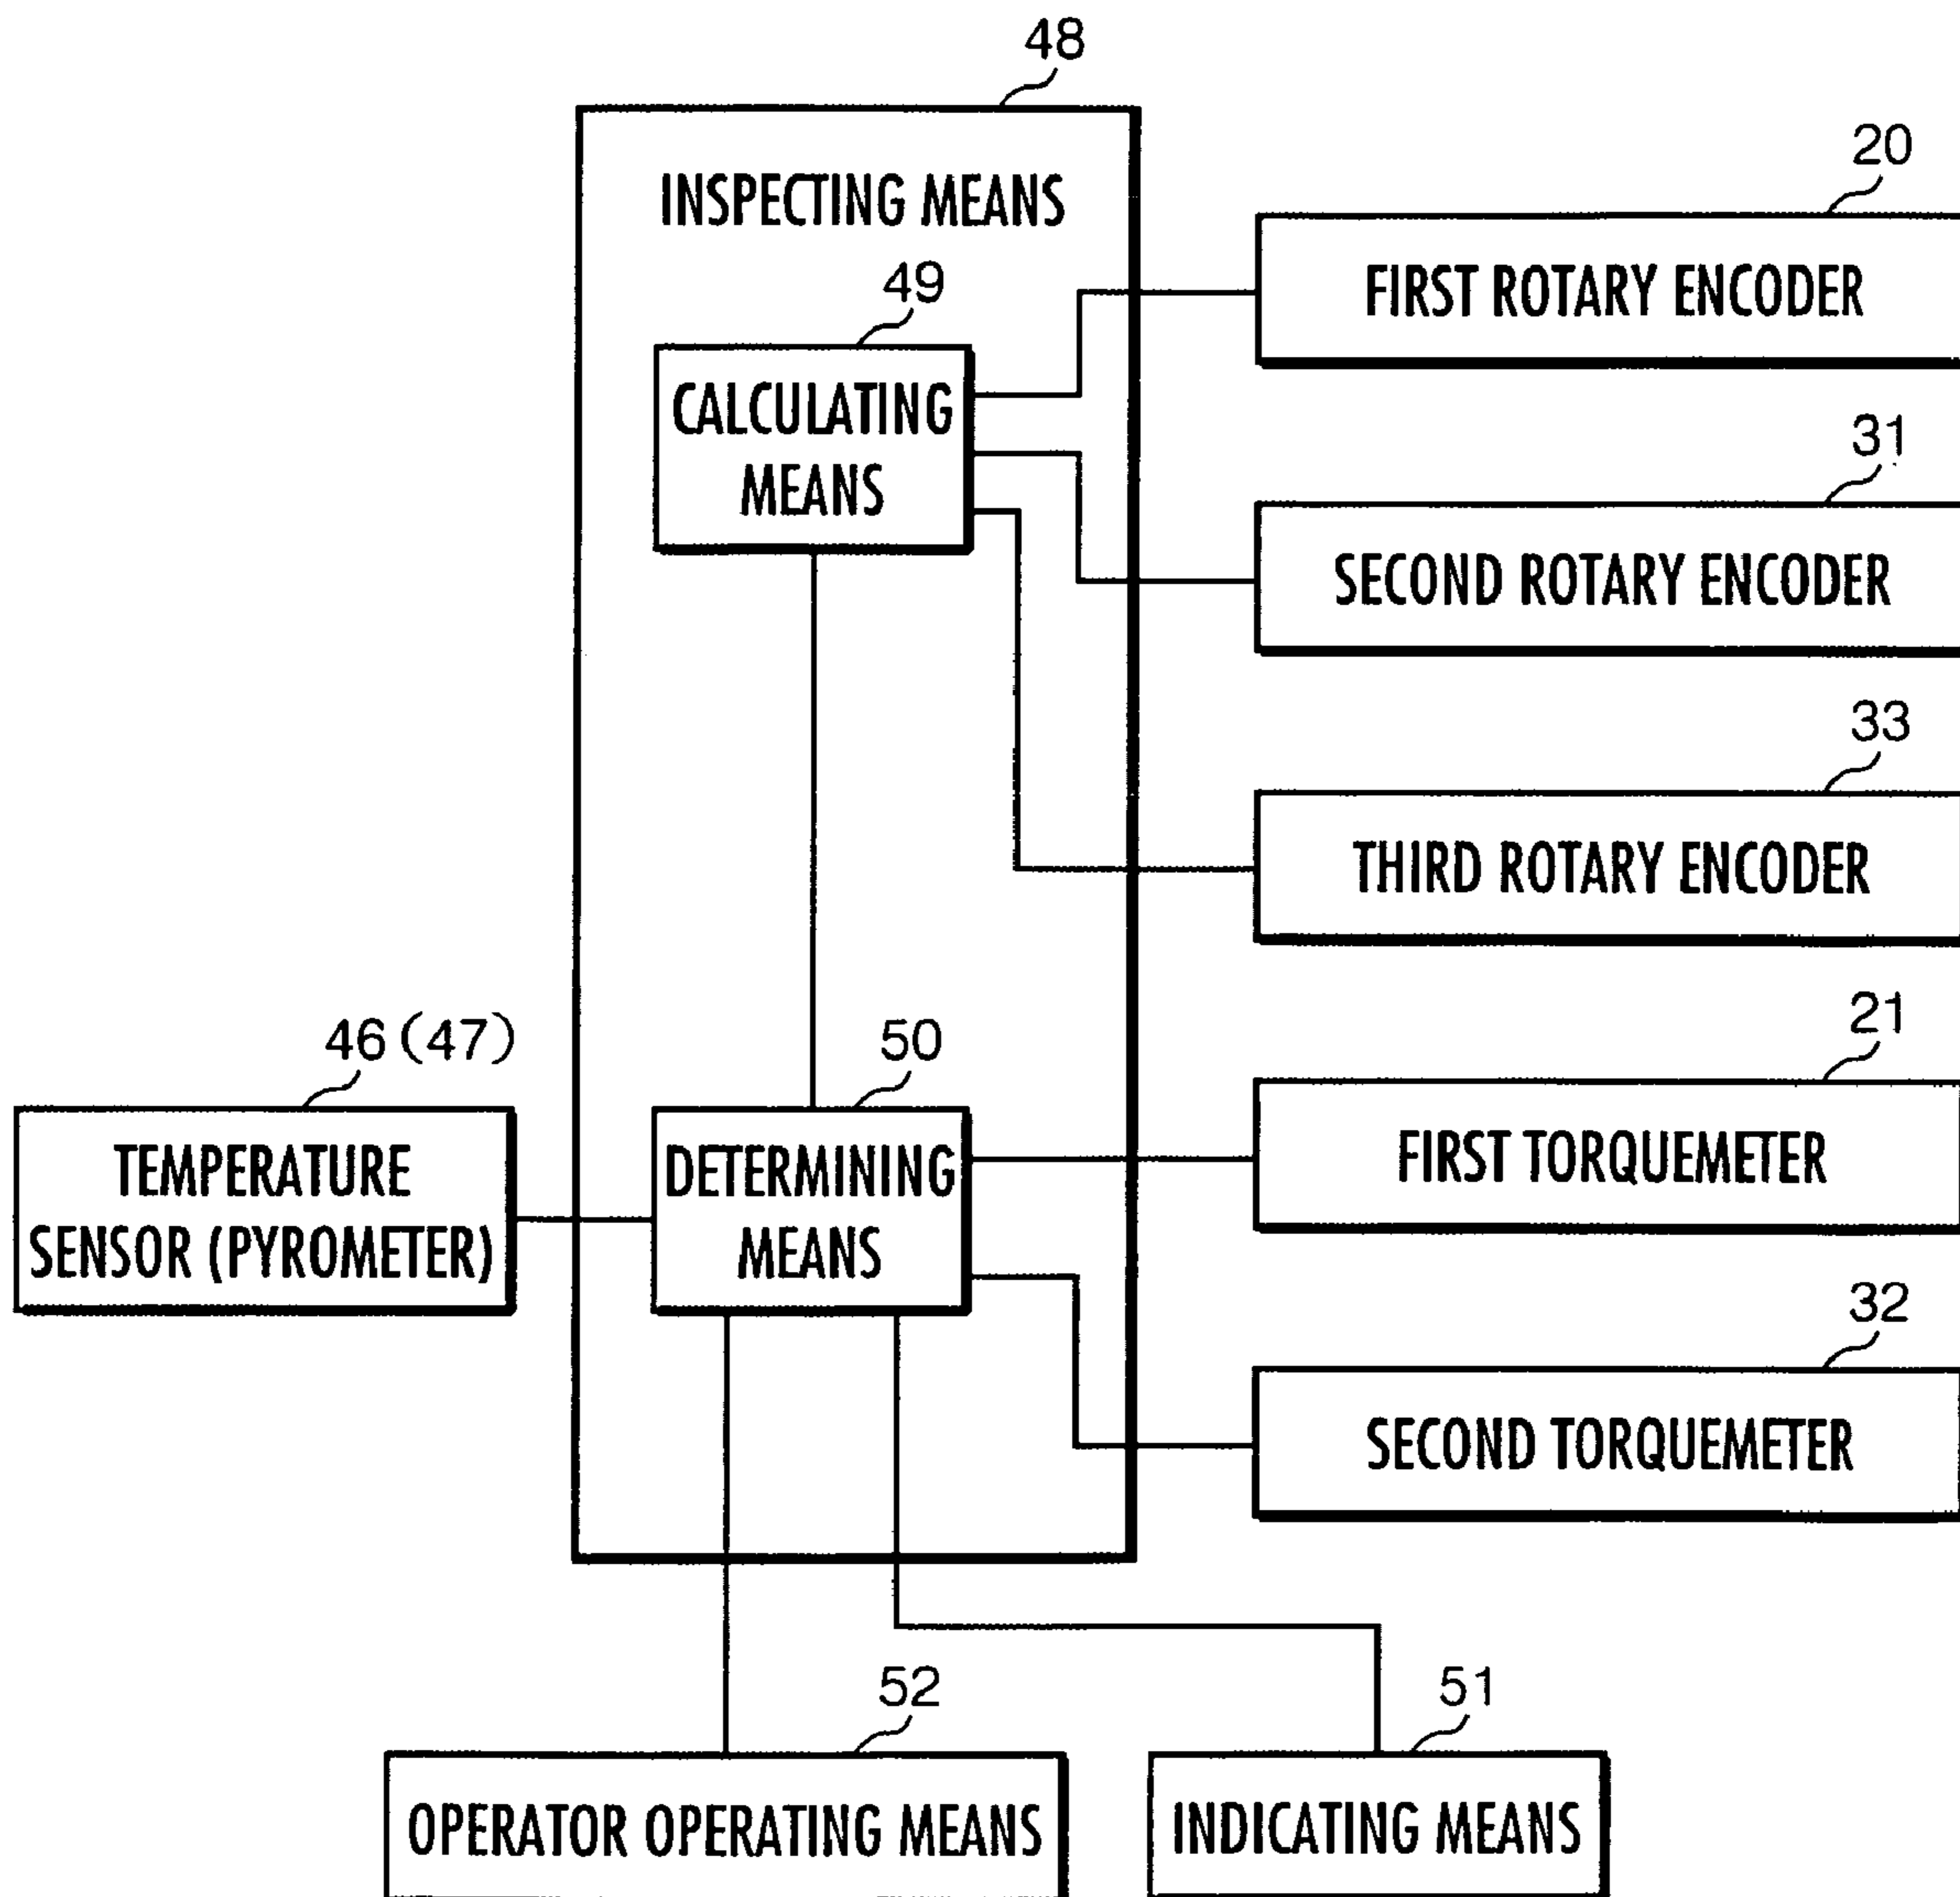 48
INSPECTING MEANS
20
FIRST ROTARY ENCODER
49
CALCULATING
MEANS
31
SECOND ROTARY ENCODER
33
THIRD ROTARY ENCODER
46(47)
TEMPERATURE
SENSOR (PYROMETER)
50
DETERMINING
MEANS
21
FIRST TORQUEMETER
32
SECOND TORQUEMETER
52
OPERATOR OPERATING MEANS
51
INDICATING MEANS